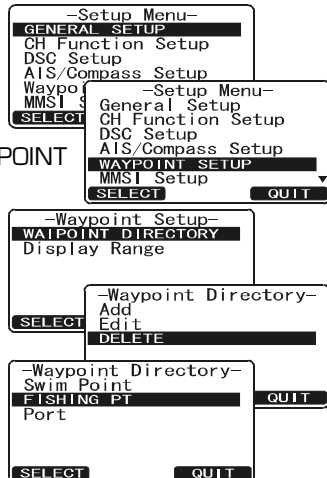 -Setup Menu-
GENERAL SETUP
CH Function Setup
DSC Setup
AIS/Compass Setup
SELECT
POINT
-Setup Menu-
General Setup
CH Function Setup
DSC Setup
AIS/Compass Setup
WAYPOINT SETUP
MMSI Setup
SELECT QUIT
-Waypoint Setup-
WAIPOINT DIRECTORY
Display Range
SELECT
-Waypoint Directory-
Add
Edit
DELETE
QUIT
-Waypoint Directory-
Swim Point
FISHING PT
Port
SELECT QUIT